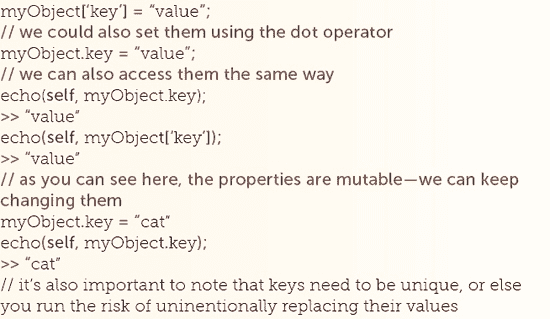 myObject['key'] = "value";
// we could also set them using the dot operator
myObject.key = "value";
// we can also access them the same way
echo(self, myObject.key);
>> "value"
echo(self, myObject['key']);
>> "value"
// as you can see here, the properties are mutable—we can keep
changing them
myObject.key = "cat"
echo(self, myObject.key);
>> "cat"
// it's also important to note that keys need to be unique, or else
you run the risk of uninentionally replacing their values